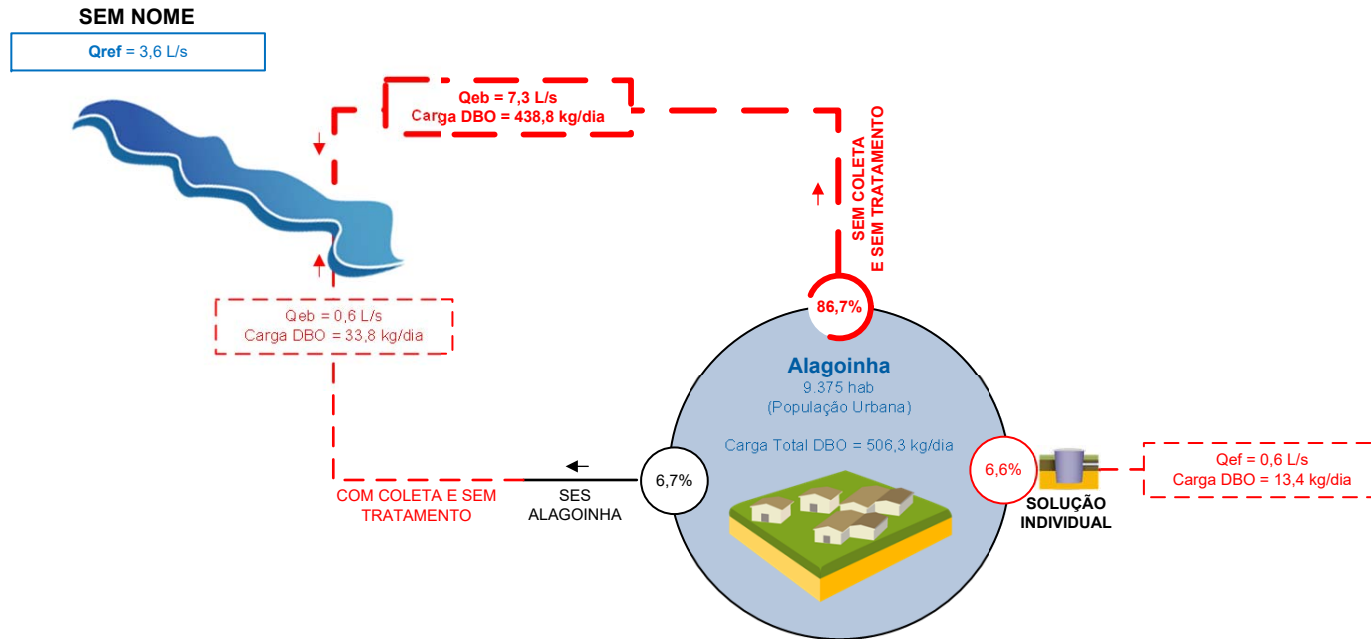 SEM NOME
Qref = 3,6 L/s
Qeb = 7,3 L/s
Carga DBO = 438,8 kg/dia
SEM COLETA
E SEM TRATAMENTO
Qeb = 0,6 L/s
Carga DBO = 33,8 kg/dia
86,7%
Alagoinha
9.375 hab
(População Urbana)
Carga Total DBO = 506,3 kg/dia
6,7%
6,6%
COM COLETA E SEM
TRATAMENTO
SES
ALAGOINHA
SOLUÇÃO
INDIVIDUAL
Qef = 0,6 L/s
Carga DBO = 13,4 kg/dia